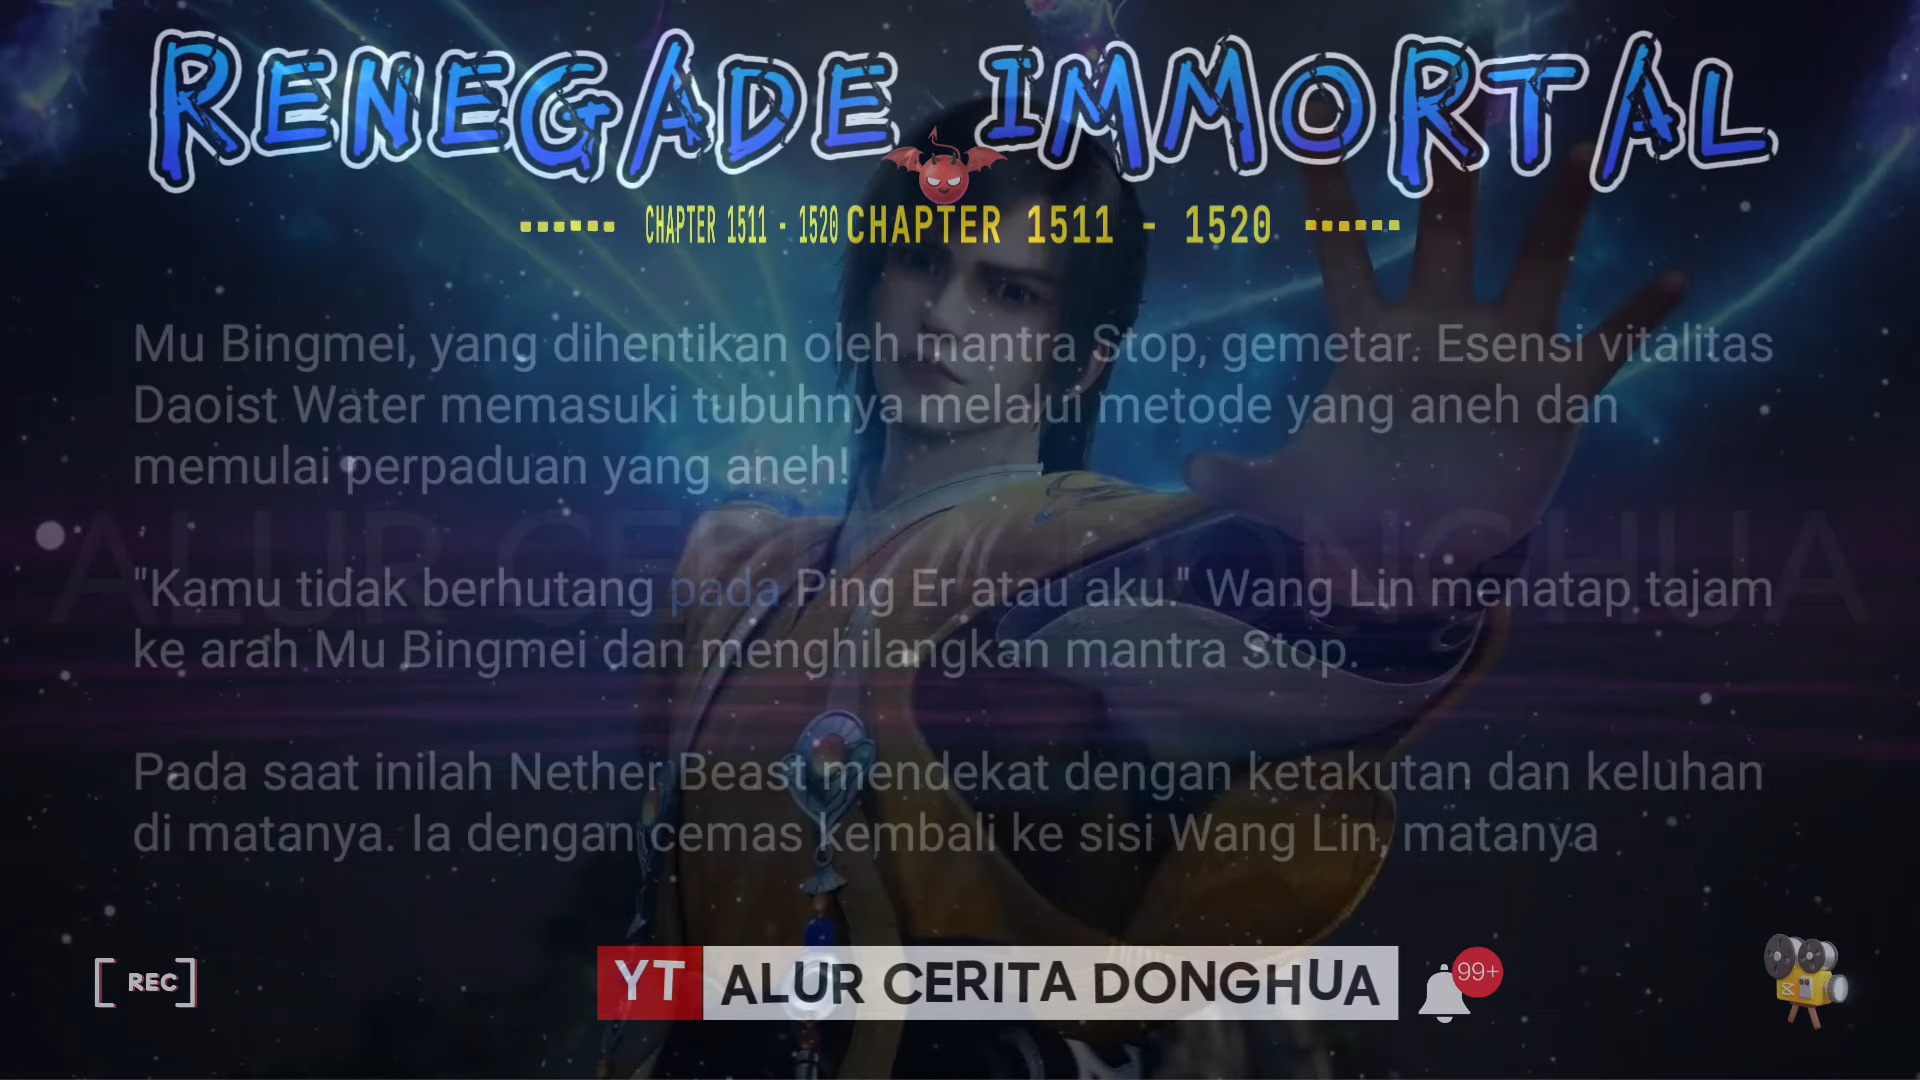 RENEGADE IMMORTAL
CHAPTER 1511 - 1520 CHAPTER 1511 - 1520
Mu Bingmei, yang dihentikan oleh mantra Stop, gemetar. Esensi vitalitas
Daoist Water memasuki tubuhnya melalui metode yang aneh dan
memulai perpaduan yang aneh!
ALUR CERITA DONGHUA
"Kamu tidak berhutang pada Ping Er atau aku." Wang Lin menatap tajam
ke arah Mu Bingmei dan menghilangkan mantra Stop.
Pada saat inilah Nether Beast mendekat dengan ketakutan dan keluhan
di matanya. Ia dengan cemas kembali ke sisi Wang Lin, matanya
[ REC ]
YT ALUR CERITA DONGHUA
99+